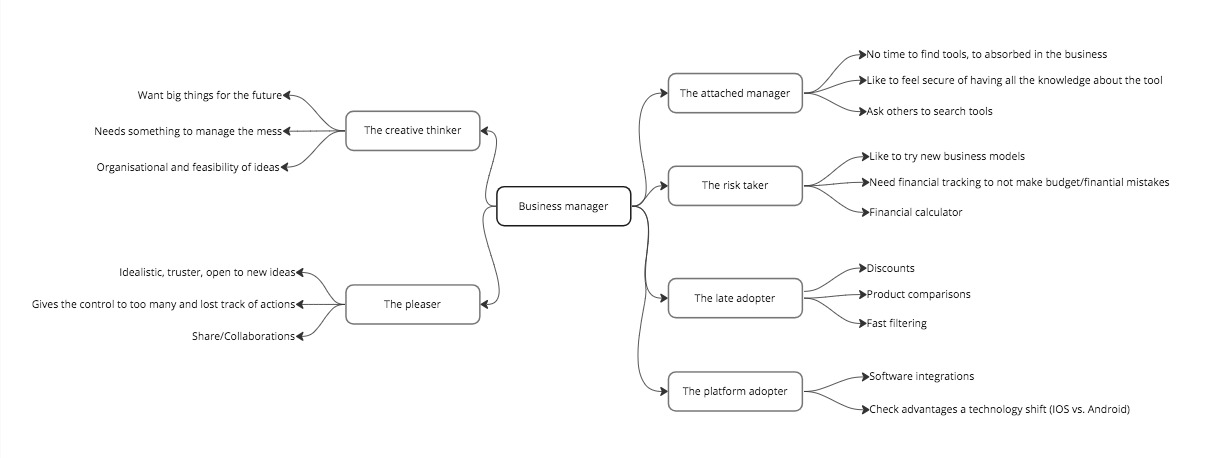 Business manager
The creative thinker
Want big things for the future
Needs something to manage the mess
Organisational and feasibility of ideas
The pleaser
Idealistic, truster, open to new ideas
Gives the control to too many and lost track of actions
Share/Collaborations
The attached manager
No time to find tools, to absorbed in the business
Like to feel secure of having all the knowledge about the tool
Ask others to search tools
The risk taker
Like to try new business models
Need financial tracking to not make budget/finantial mistakes
Financial calculator
The late adopter
Discounts
Product comparisons
Fast filtering
The platform adopter
Software integrations
Check advantages a technology shift (IOS vs. Android)